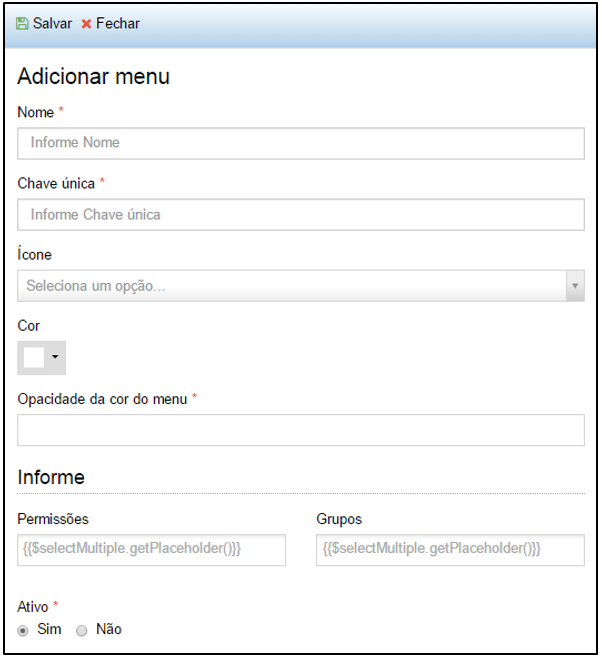 Salvar Fechar
Adicionar menu
Nome *
Informe Nome
Chave única *
Informe Chave única
Ícone
Seleciona um opção...
Cor
Opacidade da cor do menu *
Informe
Permissões Grupos
{{$selectMultiple.getPlaceholder()}} {{$selectMultiple.getPlaceholder()}}
Ativo *
Sim Não